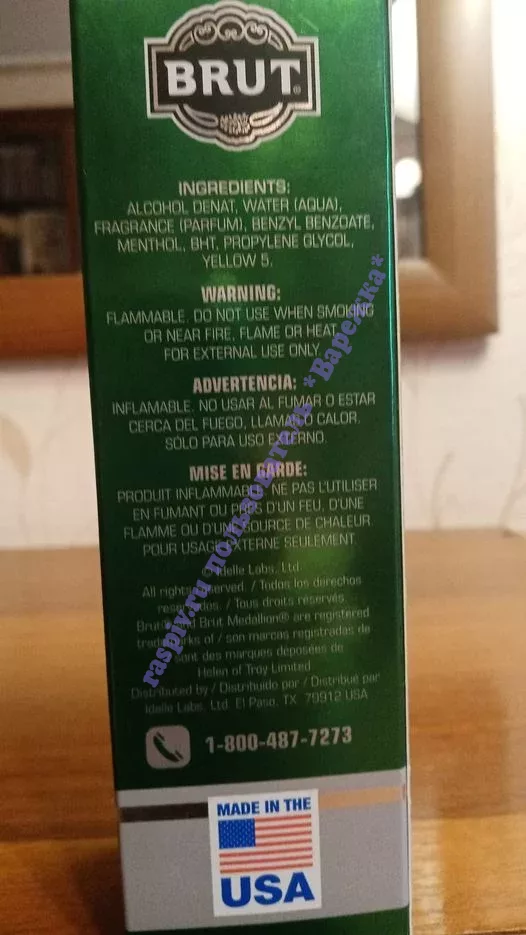 BRUT®
INGREDIENTS:
ALCOHOL DENAT, WATER (AQUA),
FRAGRANCE (PARFUM), BENZYL BENZOATE,
MENTHOL, BHT, PROPYLENE GLYCOL,
YELLOW 5.
WARNING:
FLAMMABLE. DO NOT USE WHEN SMOKING
OR NEAR FIRE, FLAME OR HEAT.
FOR EXTERNAL USE ONLY.
ADVERTENCIA:
INFLAMABLE. NO USAR AL FUMAR O ESTAR
CERCA DEL FUEGO, LLAMA O CALOR.
SÓLO PARA USO EXTERNO.
MISE EN GARDE:
PRODUIT INFLAMMABLE. NE PAS L'UTILISER
EN FUMANT OU PRÈS D'UN FEU, D'UNE
FLAMME OU D'UNE SOURCE DE CHALEUR.
POUR USAGE EXTERNE SEULEMENT.
© Idelle Labs, Ltd.
All rights reserved. / Todos los derechos
reservados. / Tous droits réservés.
Brut® and Brut Medallion® are registered
trademarks of / son marcas registradas de
sont des marques déposées de
Helen of Troy Limited
Distributed by / Distribuido por / Distribué par
Idelle Labs, Ltd. El Paso, TX 79912 USA
1-800-487-7273
MADE IN THE
USA
raspiv.ru пользователь *Варежка*